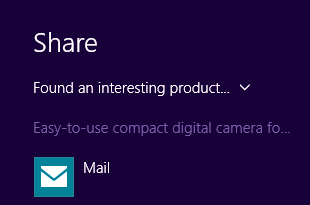 Share
Found an interesting product...
Easy-to-use compact digital camera fo...
Mail